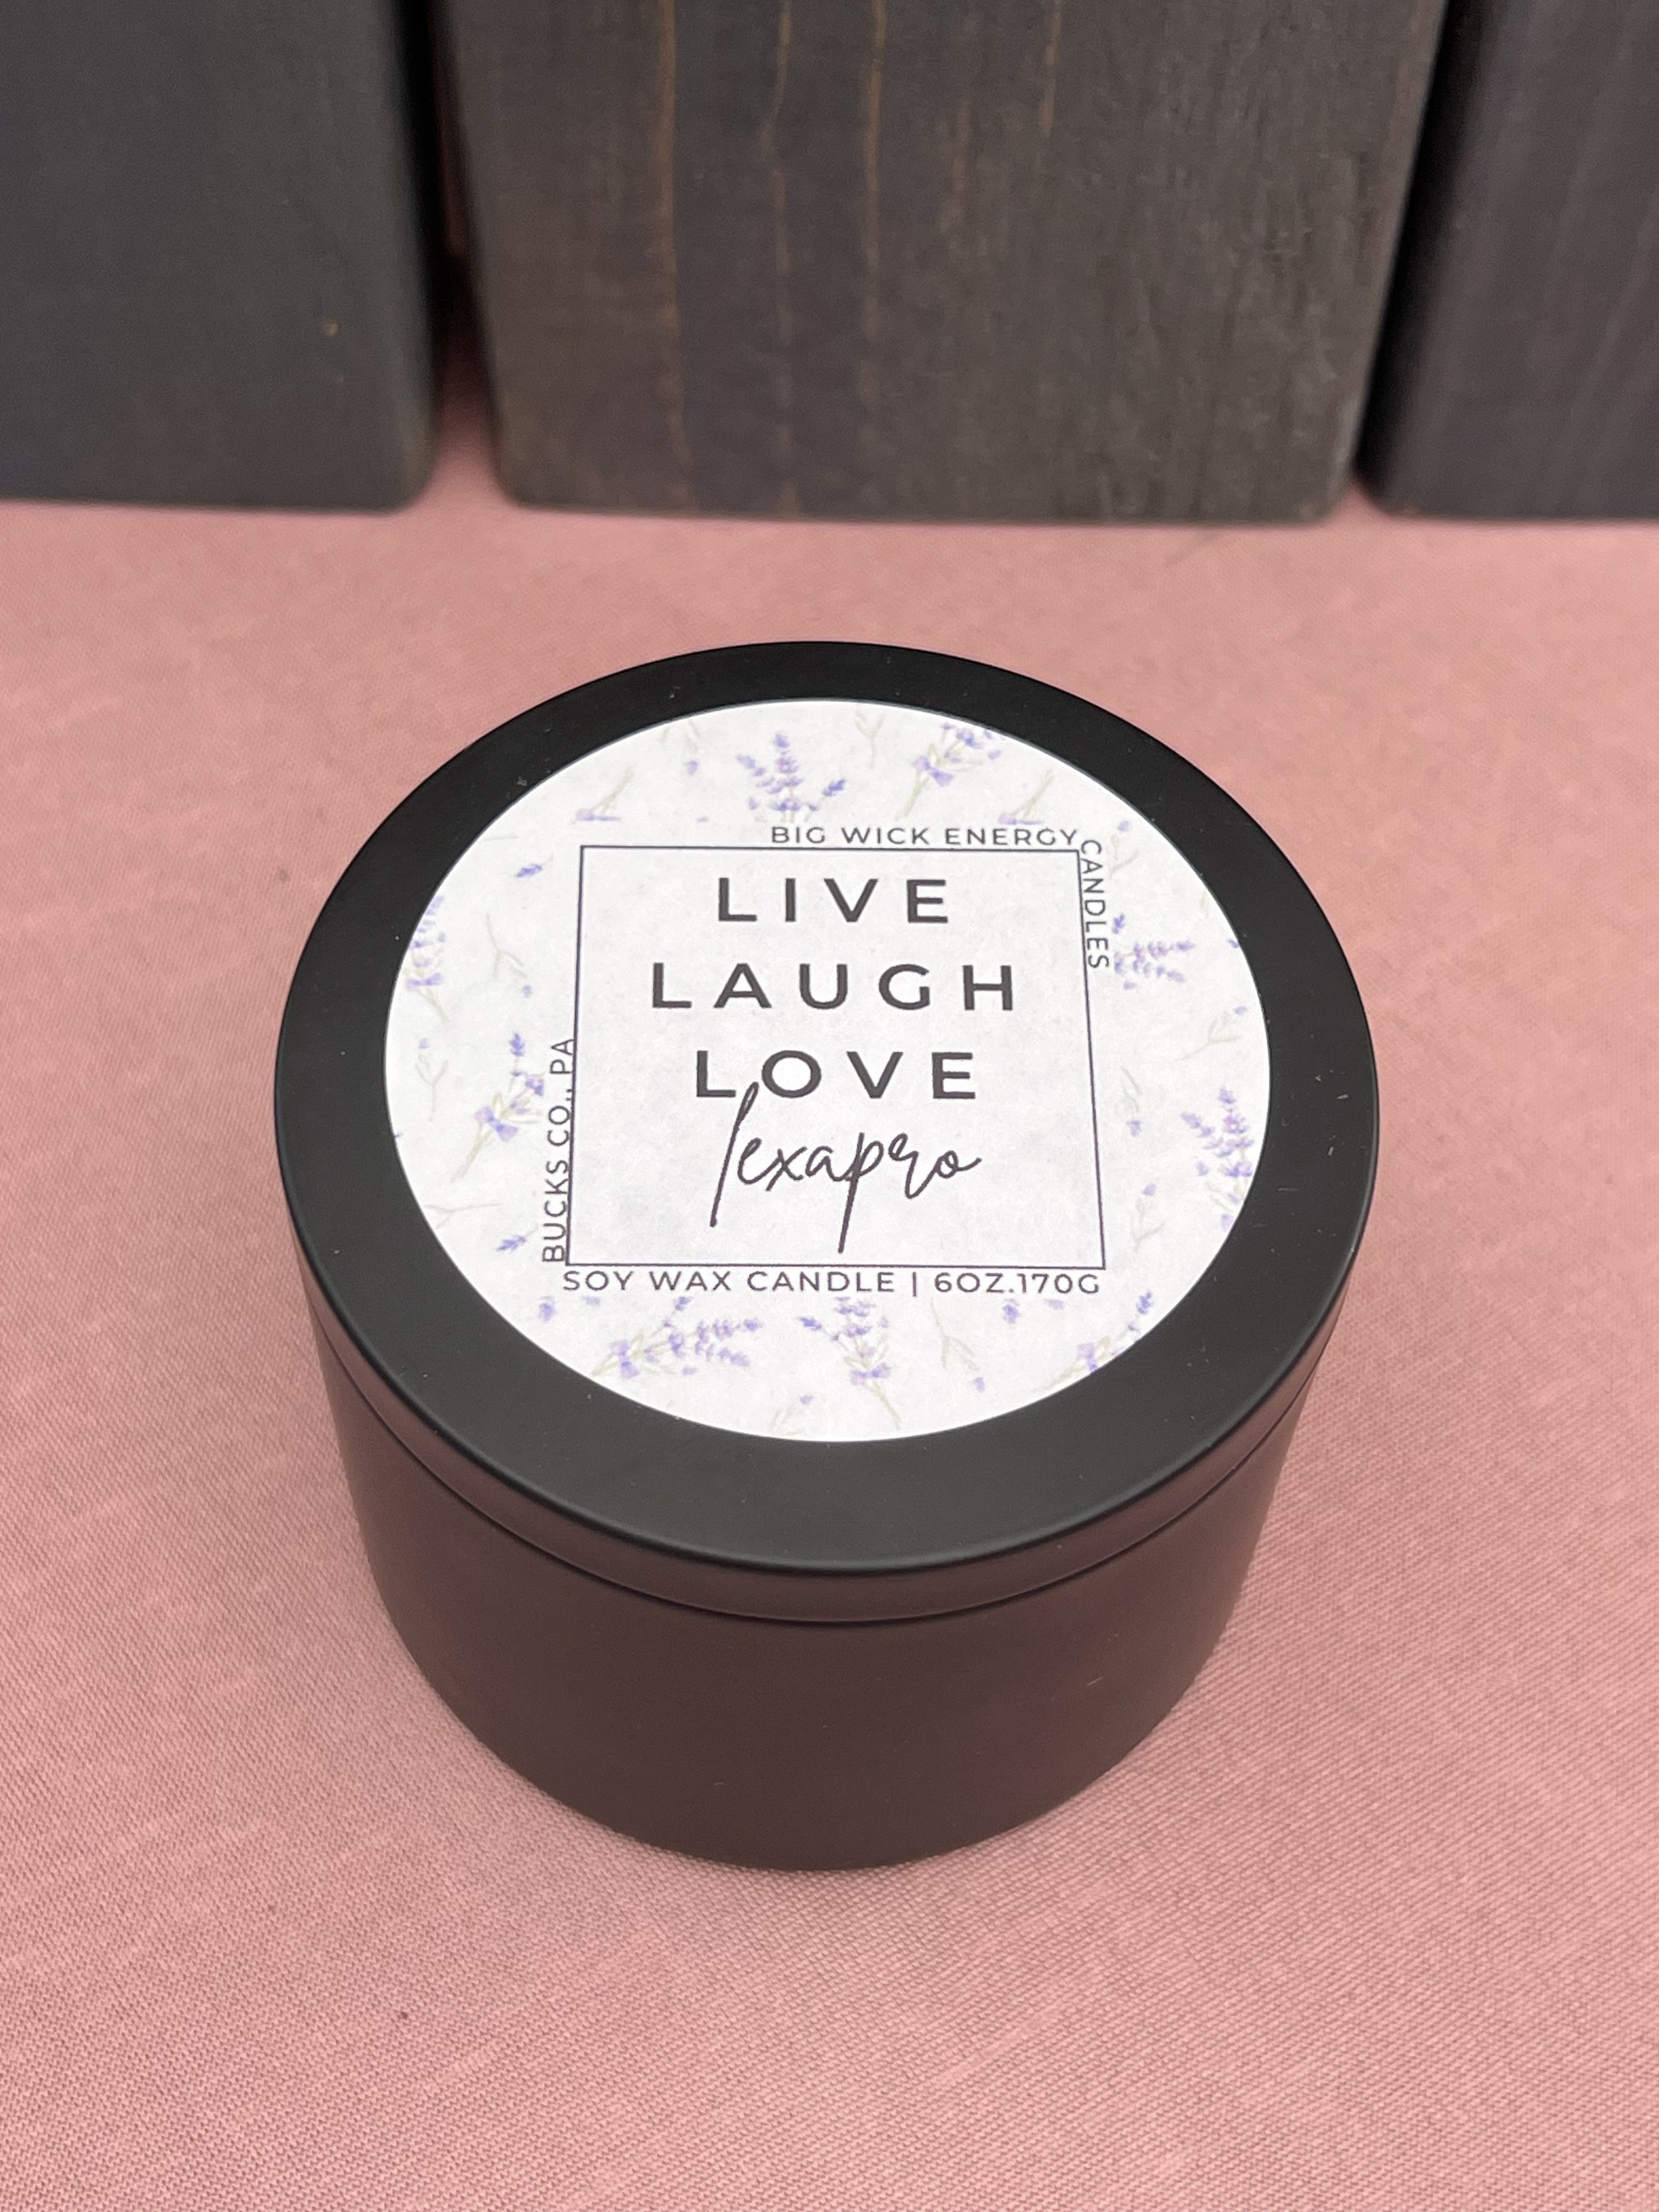 BIG WICK ENERGY
CANDLES
LIVE
LAUGH
LOVE
lexapro
BUCKS CO., PA
SOY WAX CANDLE | 6OZ.170G